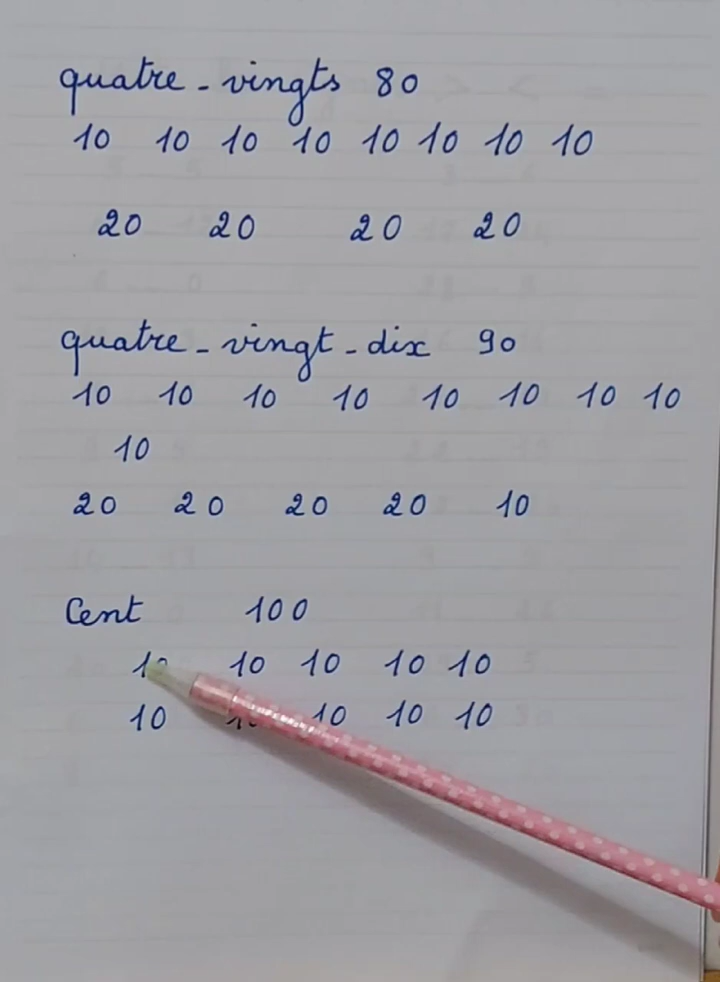 quatre-vingts 80
10 10 10 10 10 10 10 10
20 20 20 20
quatre-vingt-dix 90
10 10 10 10 10 10 10 10
10
20 20 20 20 10
Cent 100
10 10 10 10 10
10 10 10 10 10